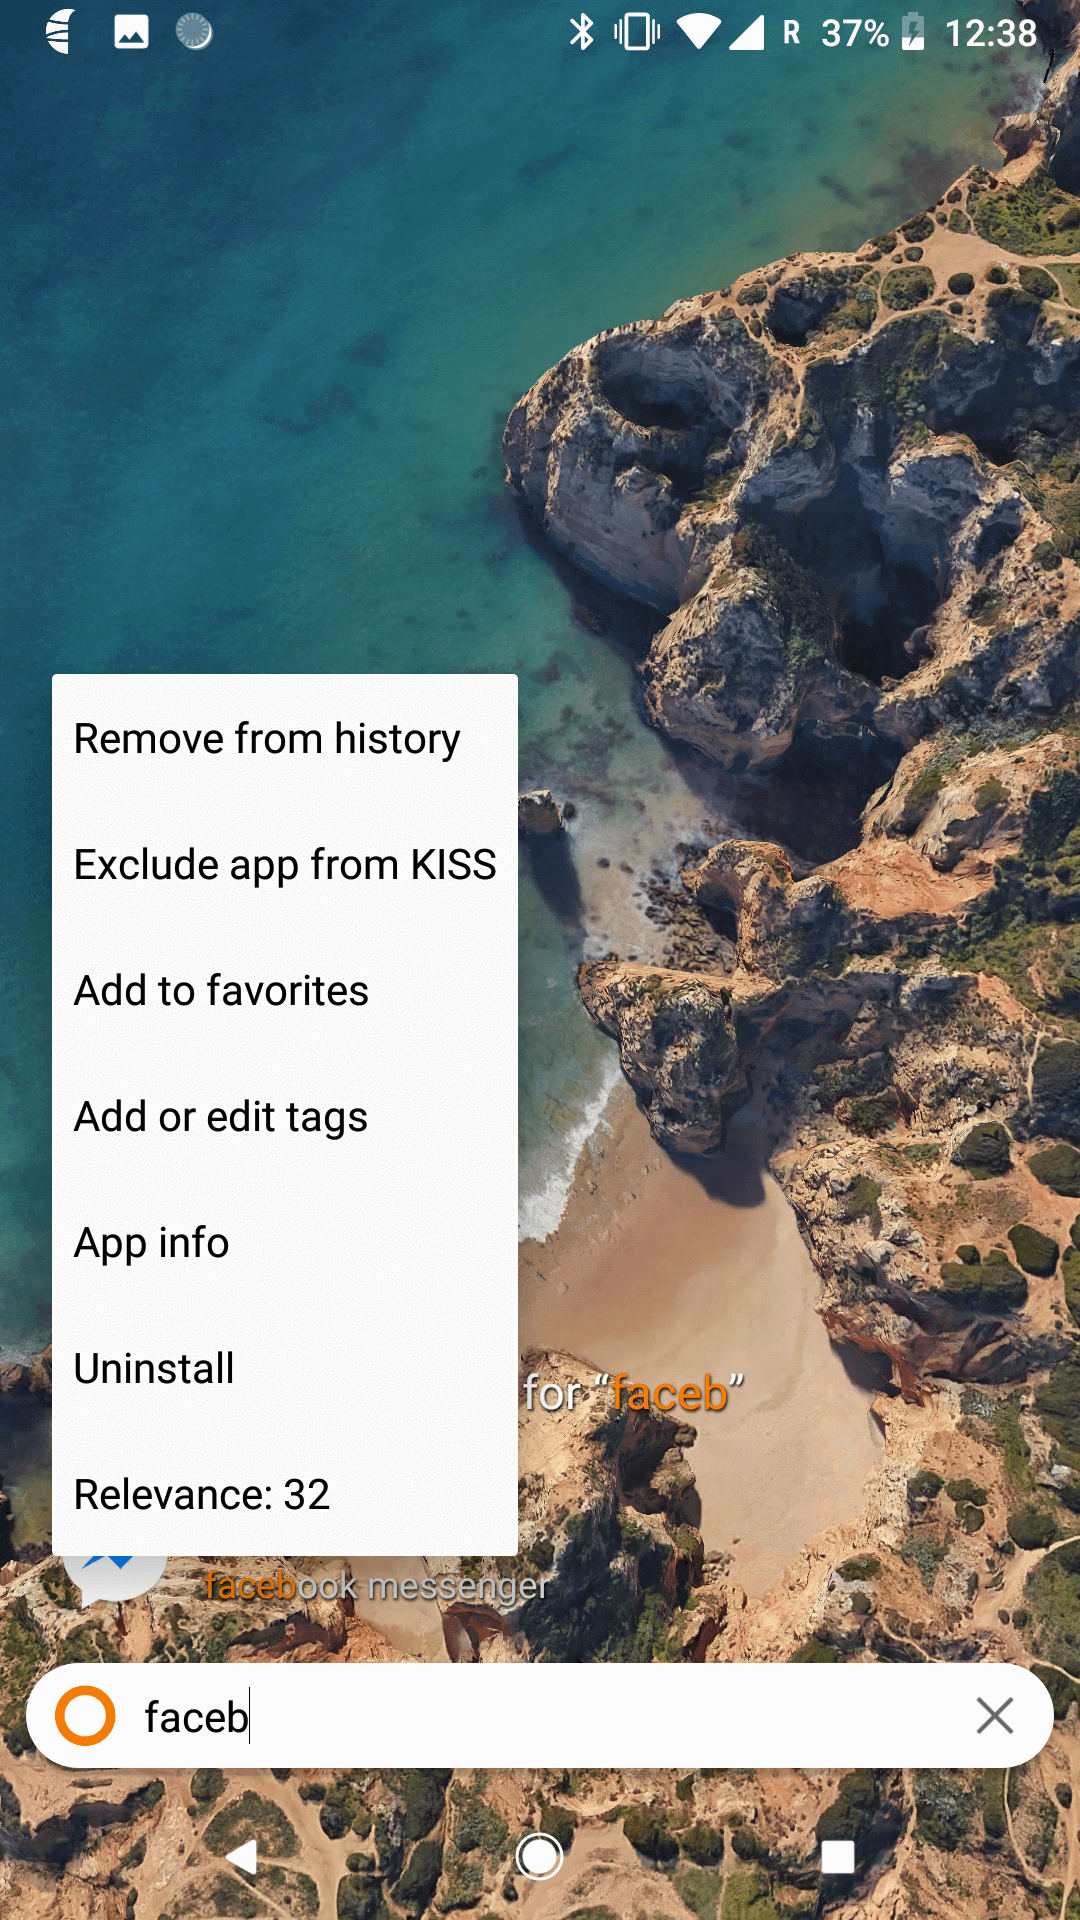 R 37% 12:38
Remove from history
Exclude app from KISS
Add to favorites
Add or edit tags
App info
Uninstall
for “faceb”
Relevance: 32
facebook messenger
faceb